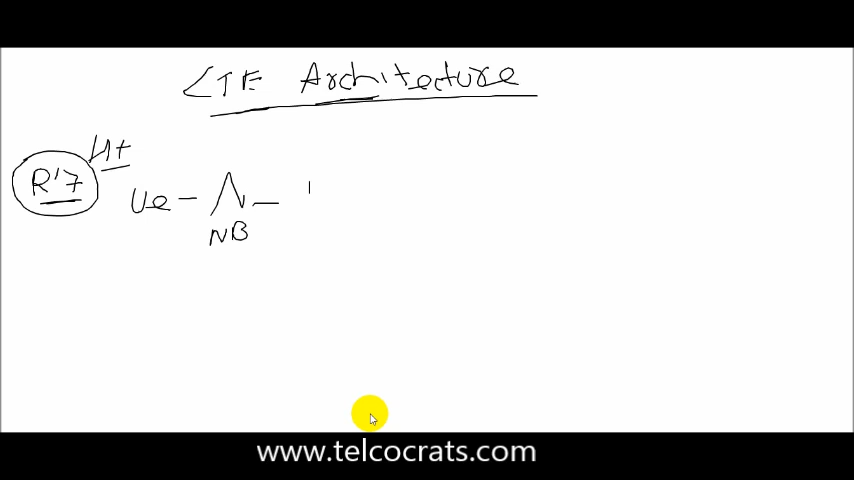 LTE Architecture
H+
R'7
Ue - Λ -
NB
www.telcocrats.com